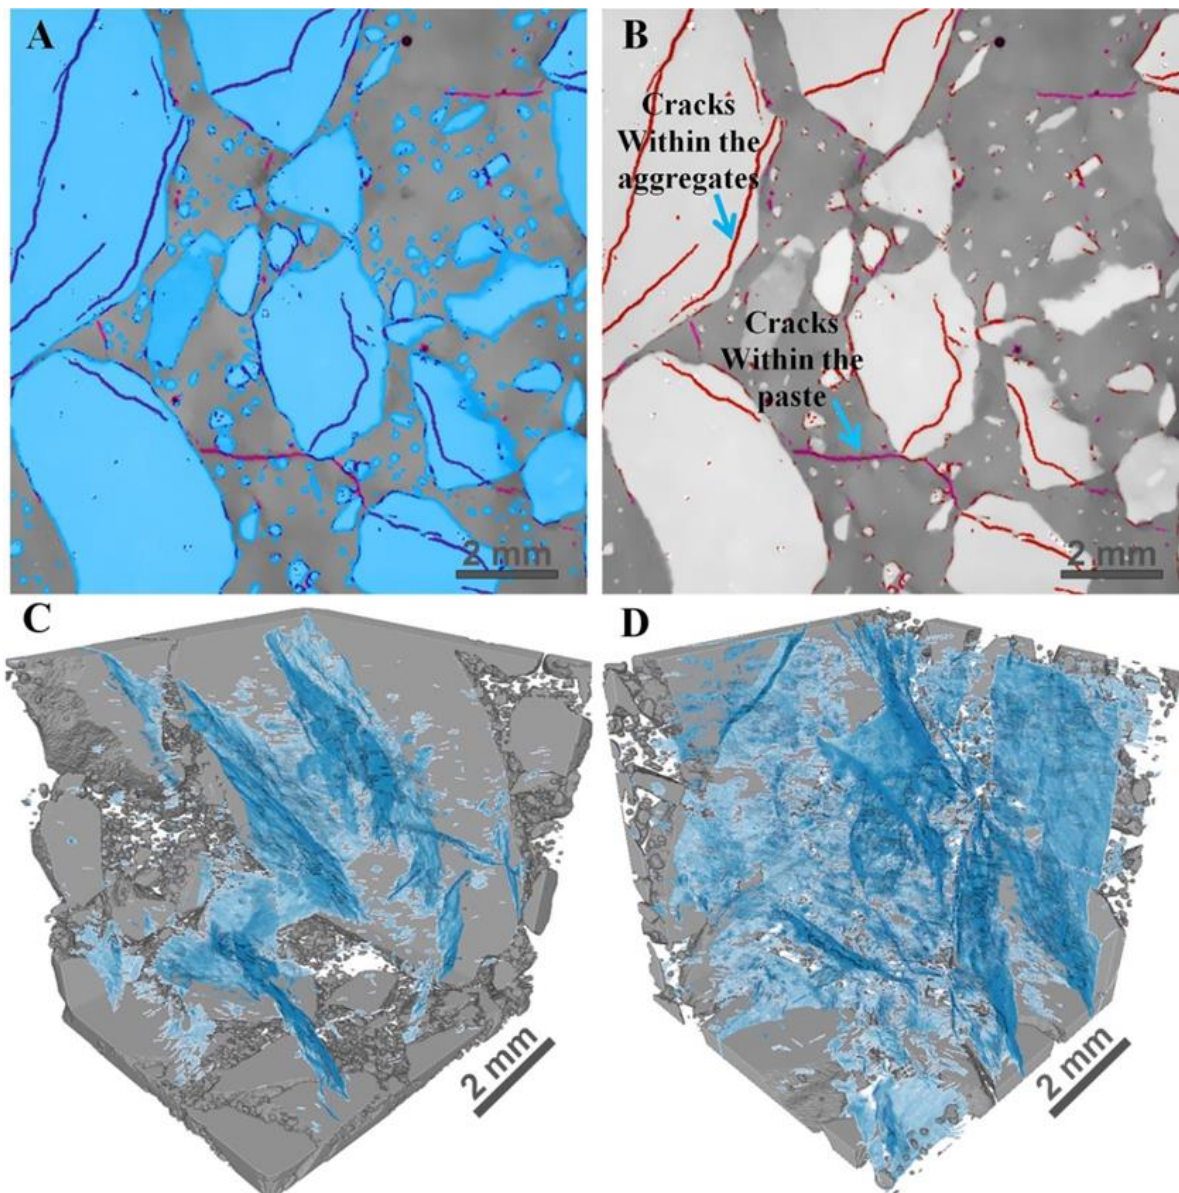 A
B
Cracks
Within the
aggregates
Cracks
Within the
paste
2 mm
2 mm
C
D
2 mm
2 mm